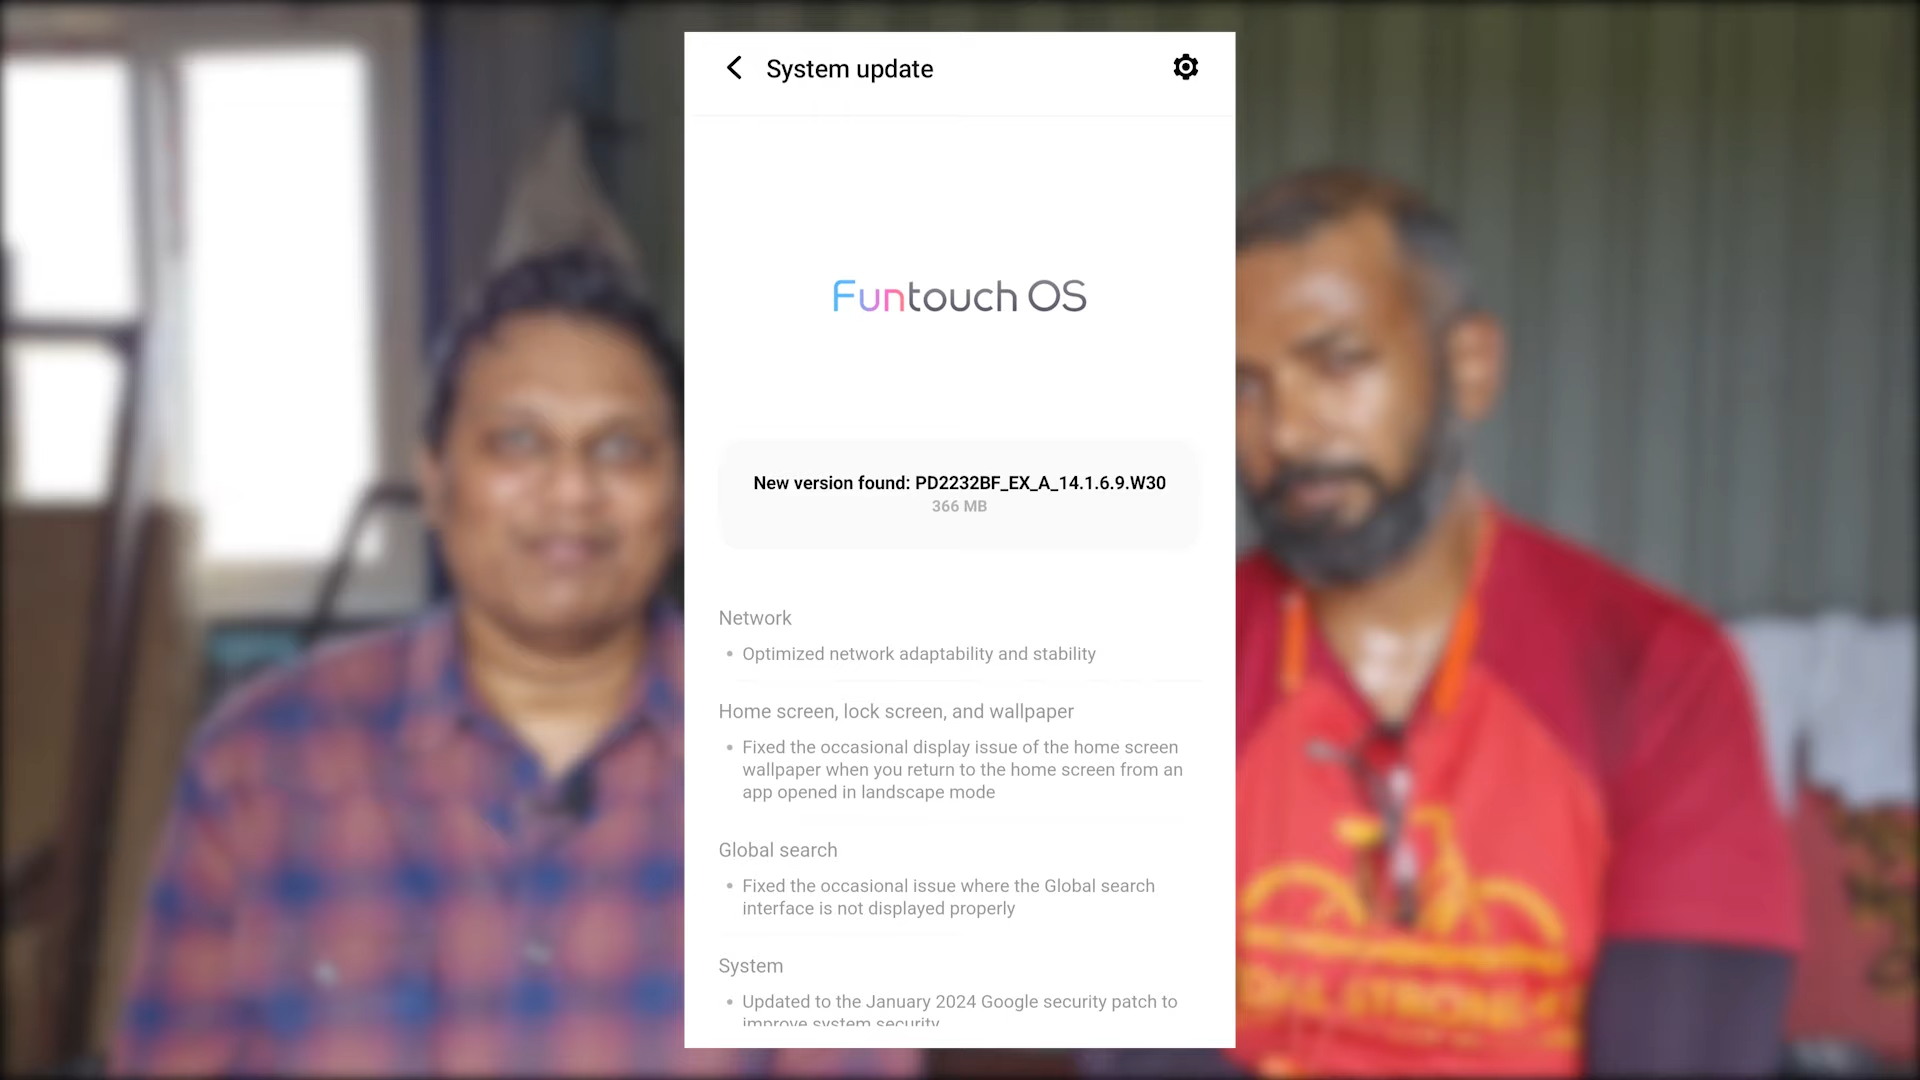 System update
Funtouch OS
New version found: PD2232BF_EX_A_14.1.6.9.W30
366 MB
Network
• Optimized network adaptability and stability
Home screen, lock screen, and wallpaper
• Fixed the occasional display issue of the home screen
wallpaper when you return to the home screen from an
app opened in landscape mode
Global search
• Fixed the occasional issue where the Global search
interface is not displayed properly
System
• Updated to the January 2024 Google security patch to
improve system security